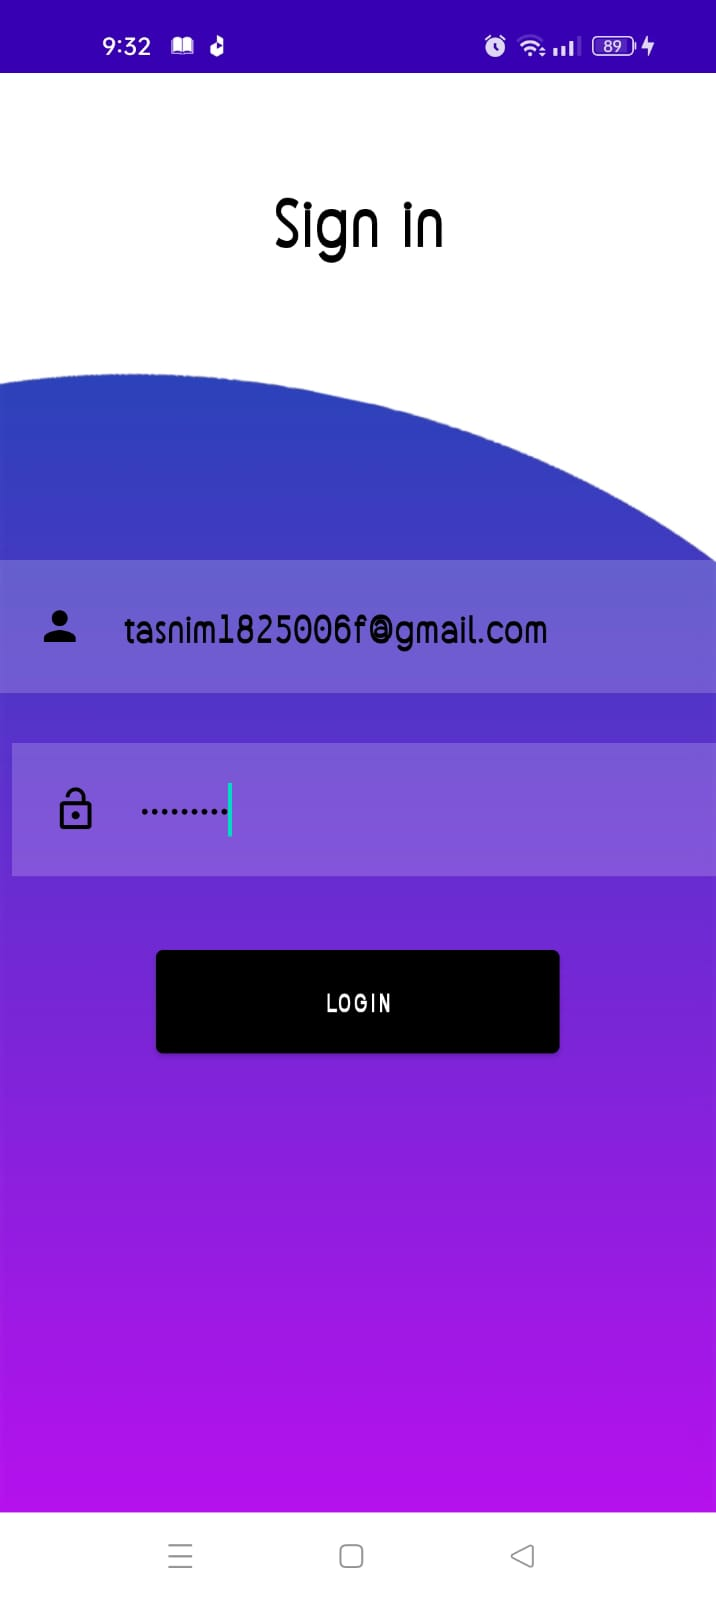 9:32
89
Sign in
tasnim1825006f@gmail.com
•••••••••
LOGIN